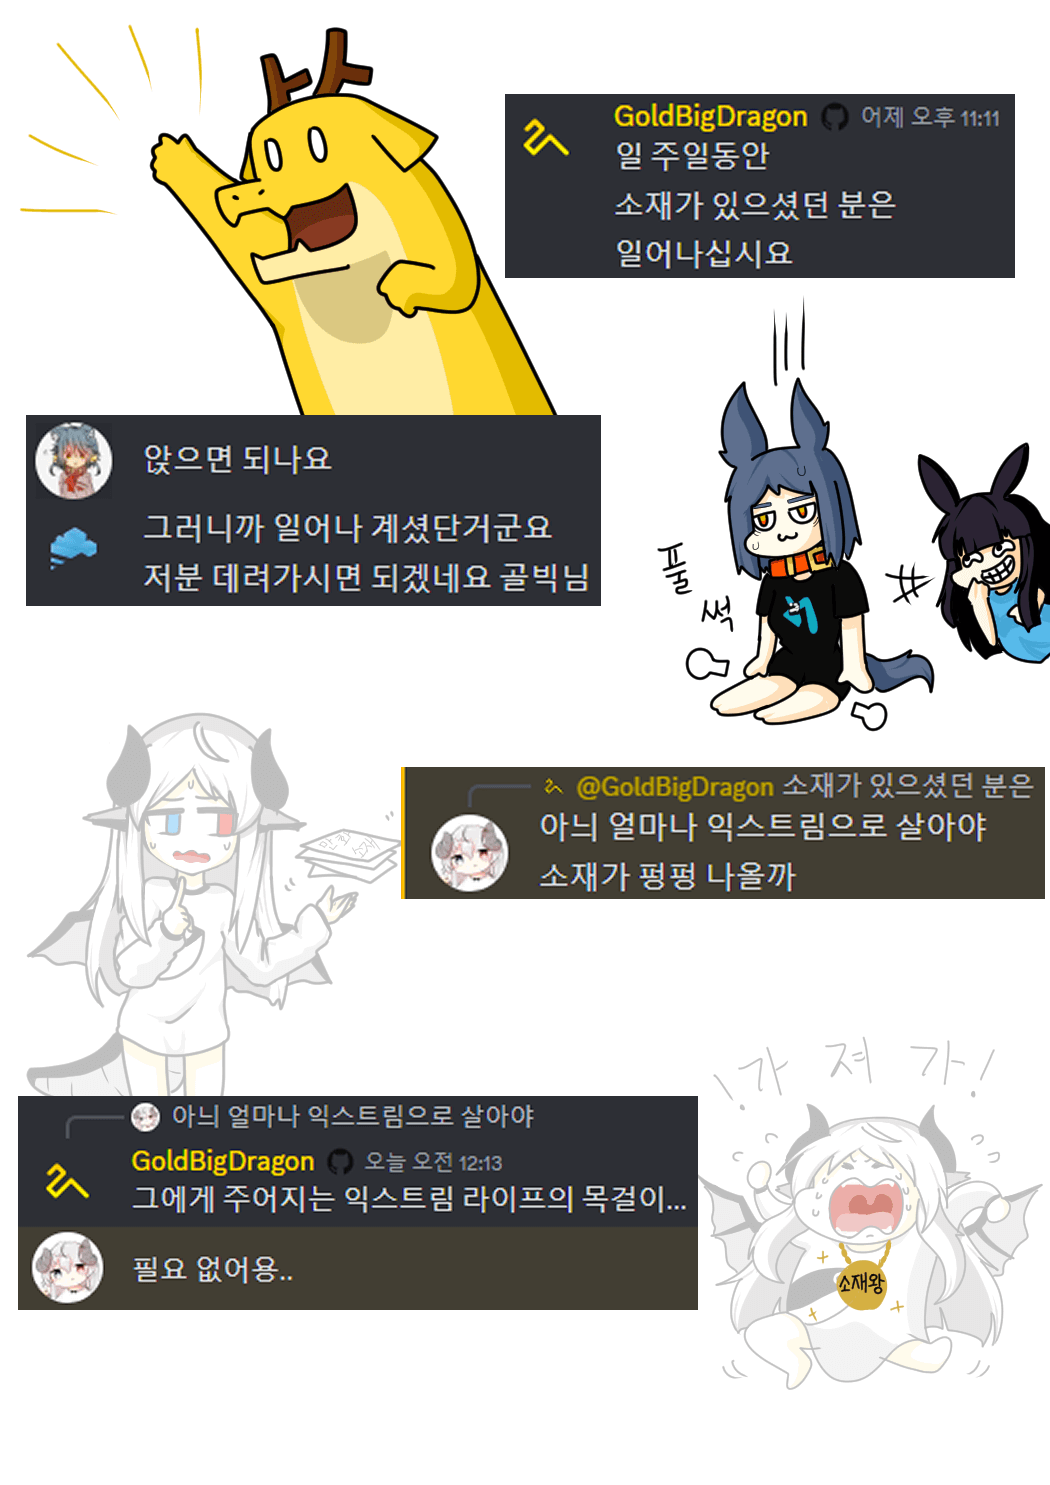 GoldBigDragon 어제 오후 11:11
일 주일동안
소재가 있으셨던 분은
일어나십시요
앉으면 되나요
그러니까 일어나 계셨단거군요
저분 데려가시면 되겠네요 골빅님
풀
썩
@GoldBigDragon 소재가 있으셨던 분은
아늬 얼마나 익스트림으로 살아야
소재가 펑펑 나올까
만화 소재
가 져 가!
아늬 얼마나 익스트림으로 살아야
GoldBigDragon 오늘 오전 12:13
그에게 주어지는 익스트림 라이프의 목걸이...
필요 없어용..
소재왕